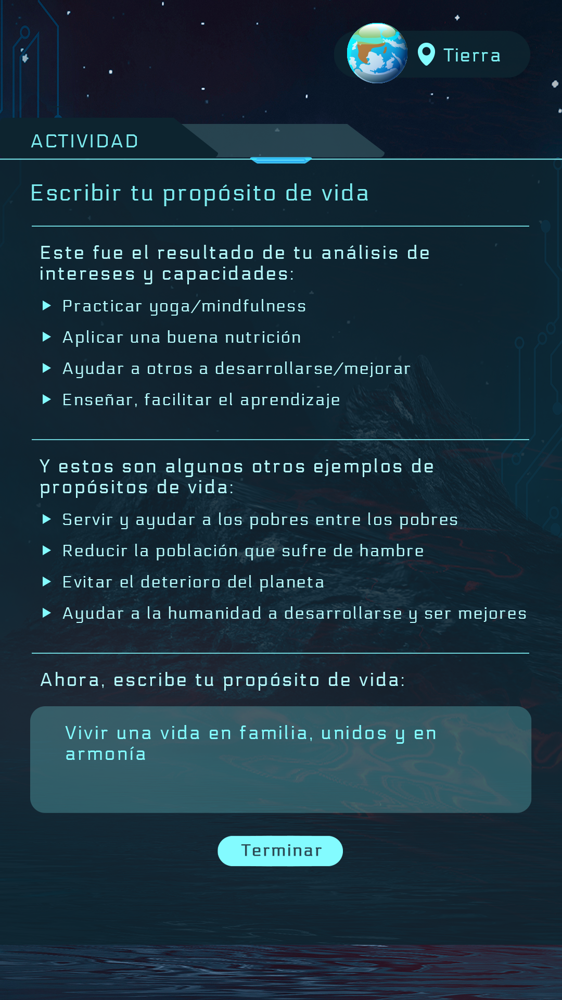 Tierra
ACTIVIDAD
Escribir tu propósito de vida
Este fue el resultado de tu análisis de
intereses y capacidades:
Practicar yoga/mindfulness
Aplicar una buena nutrición
Ayudar a otros a desarrollarse/mejorar
Enseñar, facilitar el aprendizaje
Y estos son algunos otros ejemplos de
propósitos de vida:
Servir y ayudar a los pobres entre los pobres
Reducir la población que sufre de hambre
Evitar el deterioro del planeta
Ayudar a la humanidad a desarrollarse y ser mejores
Ahora, escribe tu propósito de vida:
Vivir una vida en familia, unidos y en
armonía
Terminar